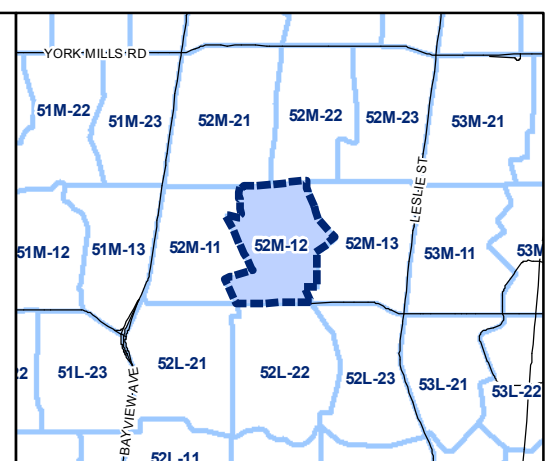 YORK MILLS RD
51M-22
51M-23
52M-21
52M-22
52M-23
53M-21
LESLIE ST
51M-12
51M-13
52M-11
52M-12
52M-13
53M-11
53M
51L-23
52L-21
52L-22
52L-23
53L-21
53L-22
BAYVIEW AVE
52L-11